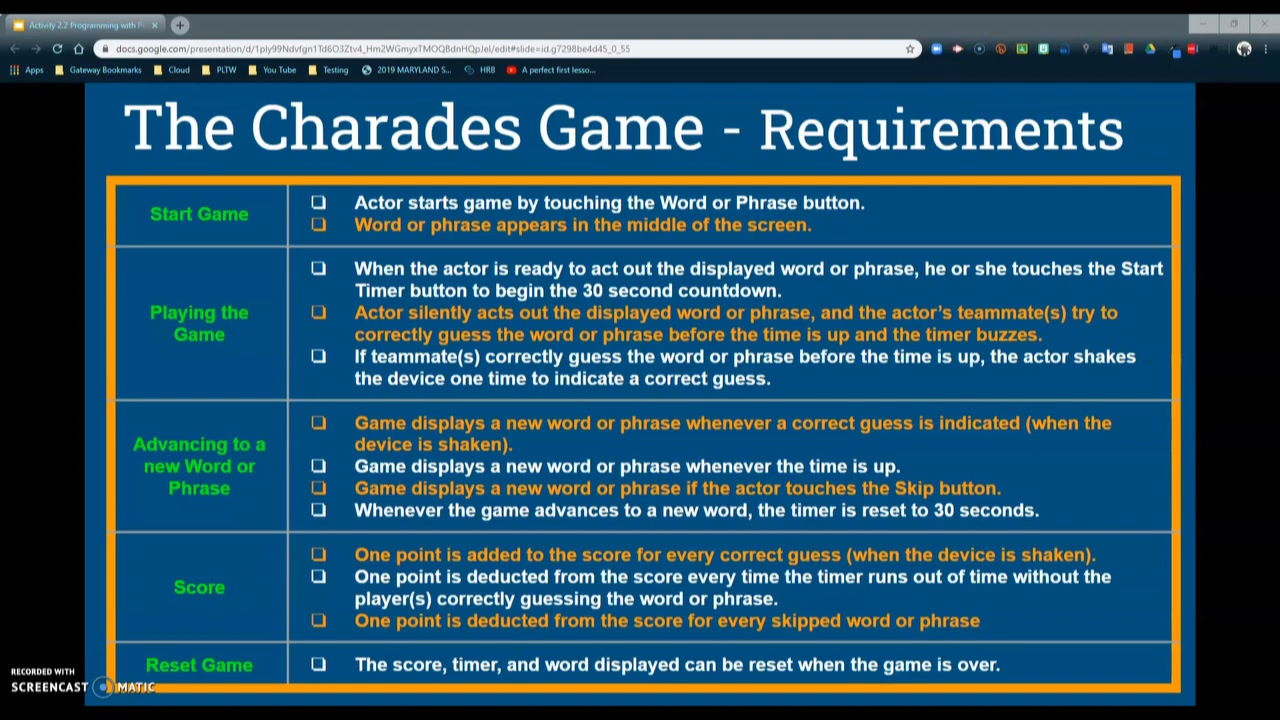 Activity 2.2 Programming with P
docs.google.com/presentation/d/1ply99Ndvfgn1Td6O3Ztv4_Hm2WGmyxTMOQBdnHQpJeI/edit#slide=id.g7298be4d45_0_55
Apps Gateway Bookmarks Cloud PLTW You Tube Testing 2019 MARYLAND S... HRB A perfect first lesso...
The Charades Game - Requirements
Start Game
Actor starts game by touching the Word or Phrase button.
Word or phrase appears in the middle of the screen.
Playing the
Game
When the actor is ready to act out the displayed word or phrase, he or she touches the Start
Timer button to begin the 30 second countdown.
Actor silently acts out the displayed word or phrase, and the actor's teammate(s) try to
correctly guess the word or phrase before the time is up and the timer buzzes.
If teammate(s) correctly guess the word or phrase before the time is up, the actor shakes
the device one time to indicate a correct guess.
Advancing to a
new Word or
Phrase
Game displays a new word or phrase whenever a correct guess is indicated (when the
device is shaken).
Game displays a new word or phrase whenever the time is up.
Game displays a new word or phrase if the actor touches the Skip button.
Whenever the game advances to a new word, the timer is reset to 30 seconds.
Score
One point is added to the score for every correct guess (when the device is shaken).
One point is deducted from the score every time the timer runs out of time without the
player(s) correctly guessing the word or phrase.
One point is deducted from the score for every skipped word or phrase
Reset Game
The score, timer, and word displayed can be reset when the game is over.
RECORDED WITH
SCREENCAST MATIC